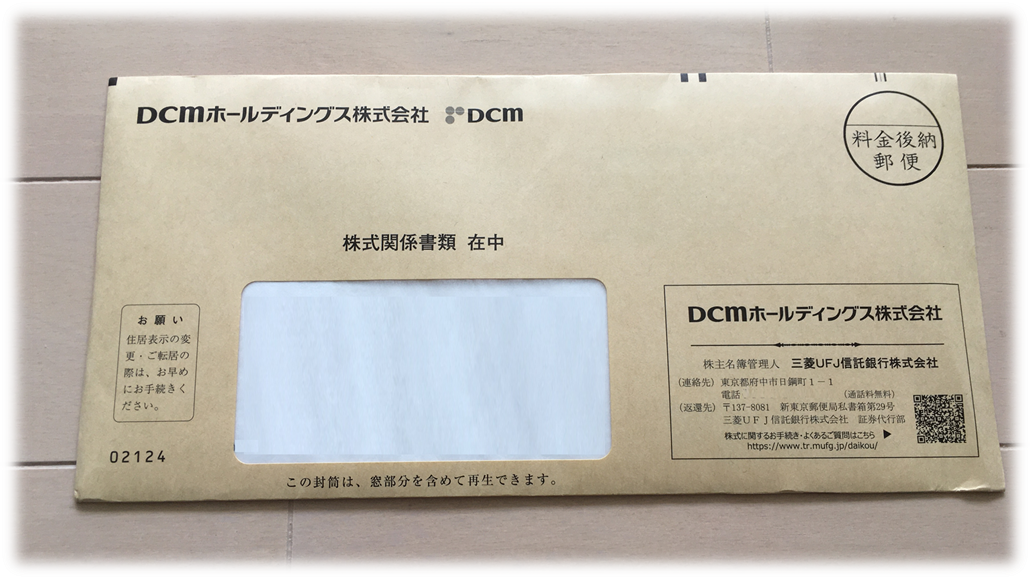 DCMホールディングス株式会社 DCM
料金後納
郵便
株式関係書類 在中
お願い
住居表示の変
更・ご転居の
際は、お早め
にお手続きく
ださい。
02124
この封筒は、窓部分を含めて再生できます。
DCMホールディングス株式会社
株主名簿管理人 三菱UFJ信託銀行株式会社
(連絡先) 東京都府中市日鋼町1-1
電話 (通話料無料)
(返還先) 〒137-8081 新東京郵便局私書箱第29号
三菱UFJ信託銀行株式会社 証券代行部
株式に関するお手続き・よくあるご質問はこちら ▶
https://www.tr.mufg.jp/daikou/